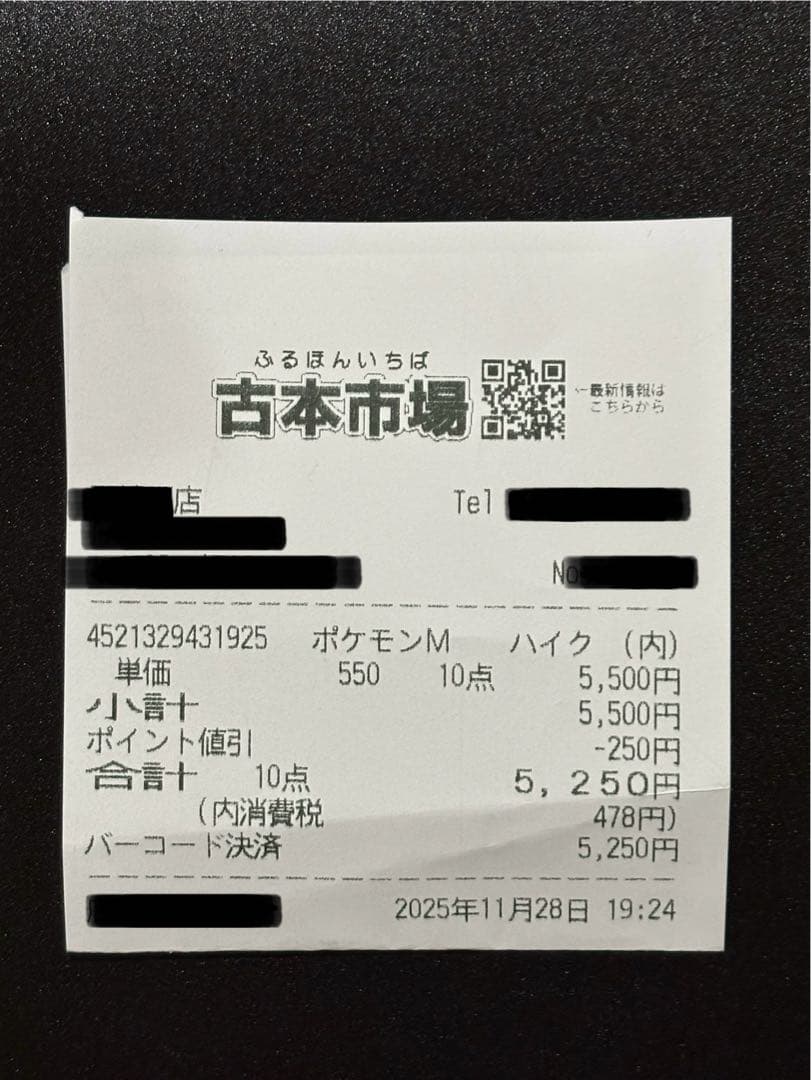 ふるほんいちば
古本市場
←最新情報は
こちらから
店 Tel
No
4521329431925 ポケモンM ハイク (内)
単価 550 10点 5,500円
小計 5,500円
ポイント値引 -250円
合計 10点 5,250円
(内消費税 478円)
バーコード決済 5,250円
2025年11月28日 19:24